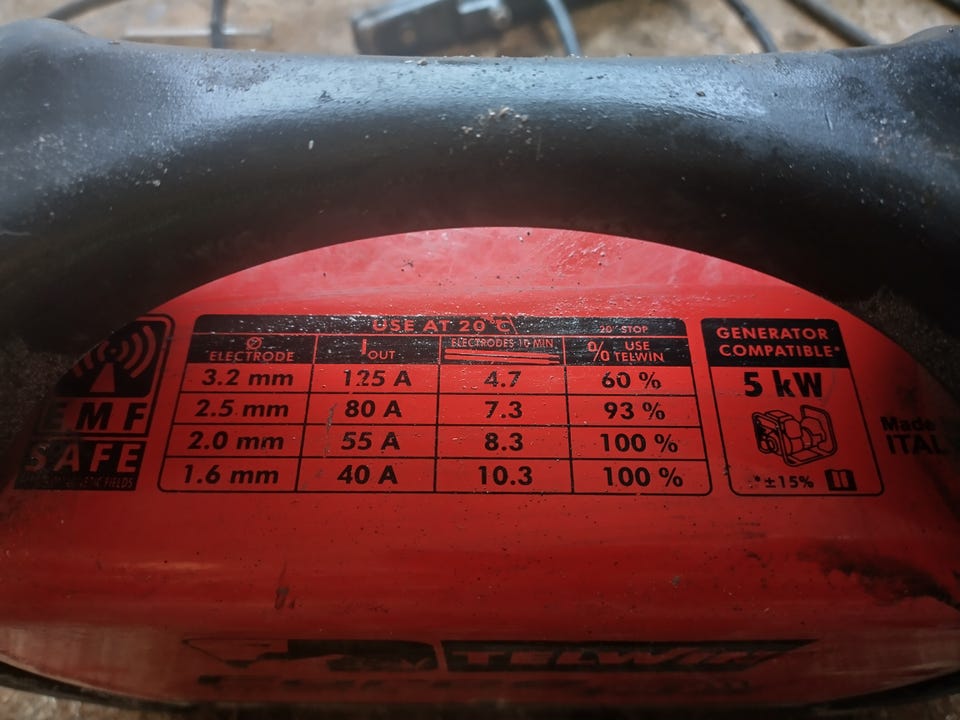 USE AT 20°C
20" STOP
Ø ELECTRODE
I OUT
ELECTRODES 10 MIN
% USE TELWIN
3.2 mm 125 A 4.7 60 %
2.5 mm 80 A 7.3 93 %
2.0 mm 55 A 8.3 100 %
1.6 mm 40 A 10.3 100 %
EMF
SAFE
GENERATOR
COMPATIBLE*
5 kW
*±15%
Made
ITAL
TELWIN